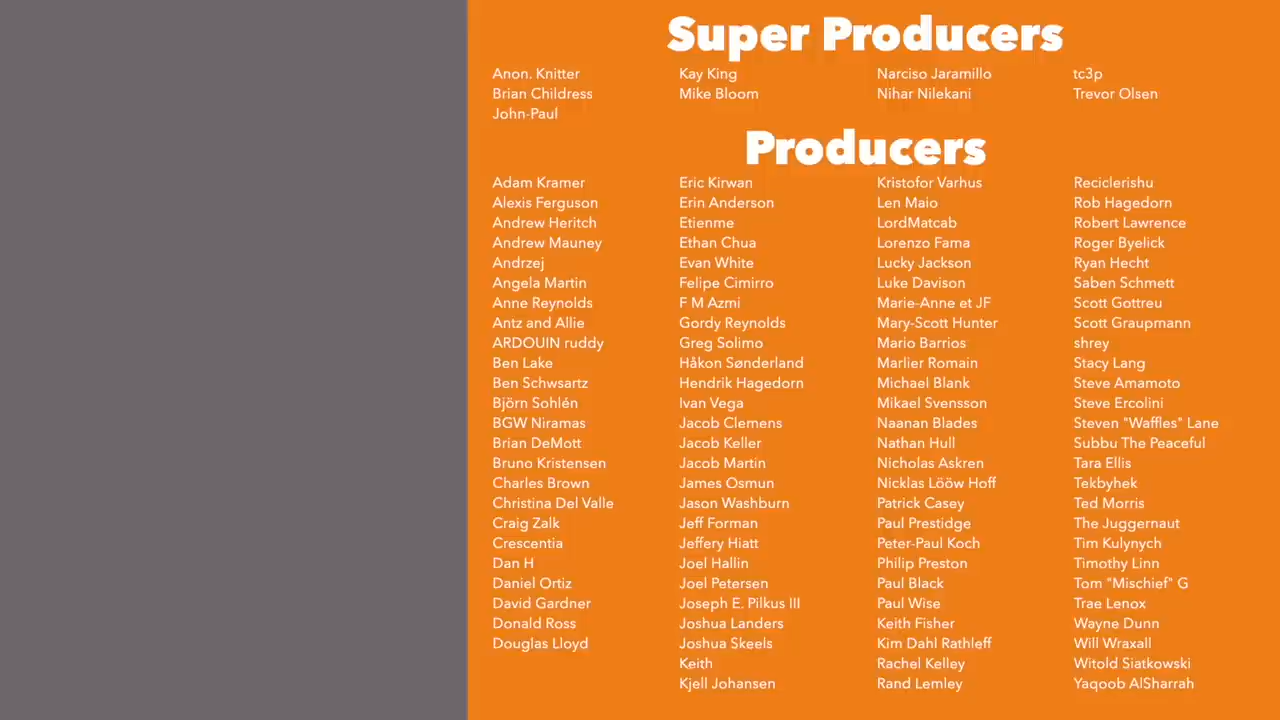 Super Producers
Anon. Knitter
Brian Childress
John-Paul
Kay King
Mike Bloom
Narciso Jaramillo
Nihar Nilekani
tc3p
Trevor Olsen
Producers
Adam Kramer
Alexis Ferguson
Andrew Heritch
Andrew Mauney
Andrzej
Angela Martin
Anne Reynolds
Antz and Allie
ARDOUIN ruddy
Ben Lake
Ben Schwsartz
Björn Sohlén
BGW Niramas
Brian DeMott
Bruno Kristensen
Charles Brown
Christina Del Valle
Craig Zalk
Crescentia
Dan H
Daniel Ortiz
David Gardner
Donald Ross
Douglas Lloyd
Eric Kirwan
Erin Anderson
Etienme
Ethan Chua
Evan White
Felipe Cimirro
F M Azmi
Gordy Reynolds
Greg Solimo
Håkon Sønderland
Hendrik Hagedorn
Ivan Vega
Jacob Clemens
Jacob Keller
Jacob Martin
James Osmun
Jason Washburn
Jeff Forman
Jeffery Hiatt
Joel Hallin
Joel Petersen
Joseph E. Pilkus III
Joshua Landers
Joshua Skeels
Keith
Kjell Johansen
Kristofor Varhus
Len Maio
LordMatcab
Lorenzo Fama
Lucky Jackson
Luke Davison
Marie-Anne et JF
Mary-Scott Hunter
Mario Barrios
Marlier Romain
Michael Blank
Mikael Svensson
Naanan Blades
Nathan Hull
Nicholas Askren
Nicklas Lööw Hoff
Patrick Casey
Paul Prestidge
Peter-Paul Koch
Philip Preston
Paul Black
Paul Wise
Keith Fisher
Kim Dahl Rathleff
Rachel Kelley
Rand Lemley
Reciclerishu
Rob Hagedorn
Robert Lawrence
Roger Byelick
Ryan Hecht
Saben Schmett
Scott Gottreu
Scott Graupmann
shrey
Stacy Lang
Steve Amamoto
Steve Ercolini
Steven "Waffles" Lane
Subbu The Peaceful
Tara Ellis
Tekbyhek
Ted Morris
The Juggernaut
Tim Kulynych
Timothy Linn
Tom "Mischief" G
Trae Lenox
Wayne Dunn
Will Wraxall
Witold Siatkowski
Yaqoob AlSharrah